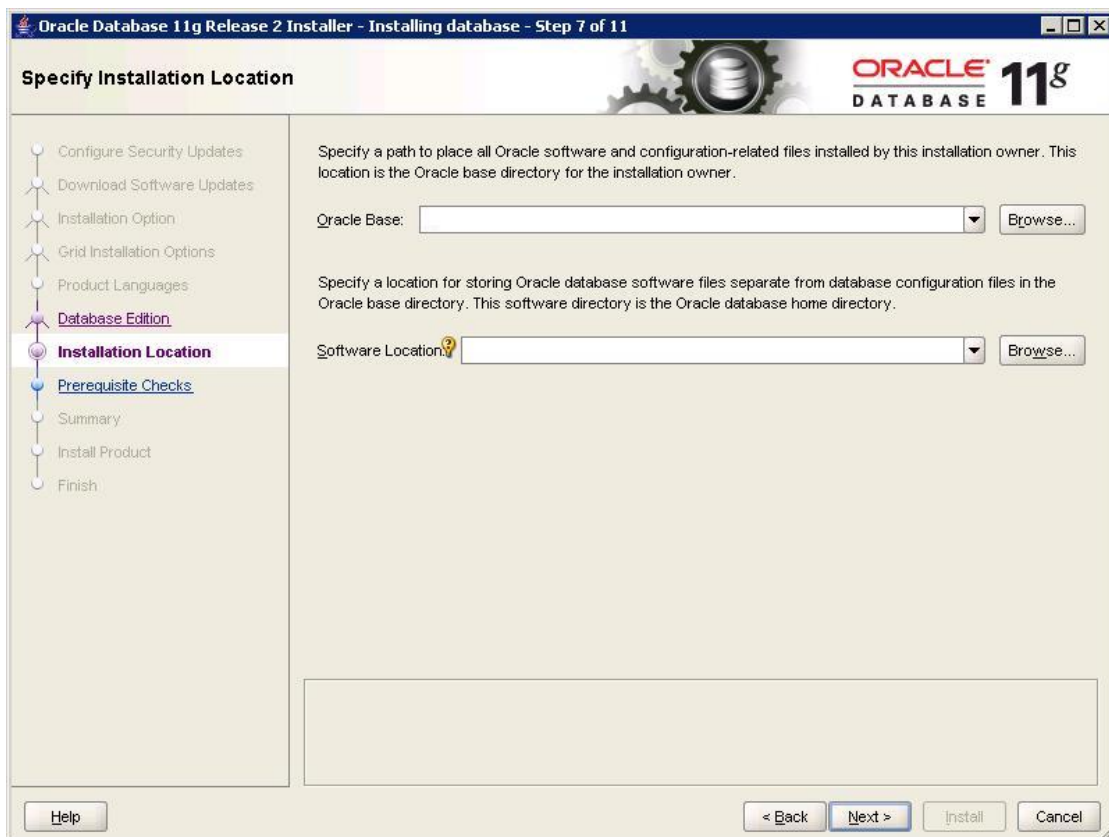 Oracle Database 11g Release 2 Installer - Installing database - Step 7 of 11
Specify Installation Location
ORACLE
DATABASE
11g
Configure Security Updates
Download Software Updates
Installation Option
Grid Installation Options
Product Languages
Database Edition
Installation Location
Prerequisite Checks
Summary
Install Product
Finish
Specify a path to place all Oracle software and configuration-related files installed by this installation owner. This
location is the Oracle base directory for the installation owner.
Oracle Base:
Browse...
Specify a location for storing Oracle database software files separate from database configuration files in the
Oracle base directory. This software directory is the Oracle database home directory.
Software Location:
Browse...
Help
< Back
Next >
Install
Cancel